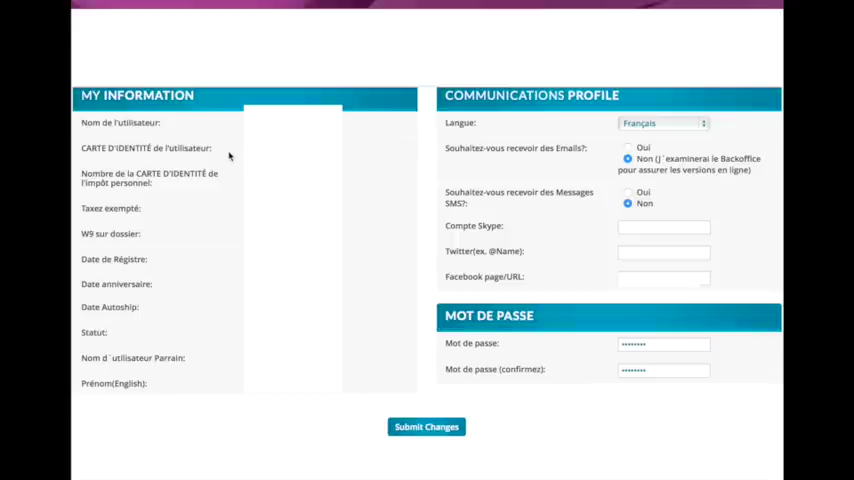 MY INFORMATION
Nom de l'utilisateur:
CARTE D'IDENTITÉ de l'utilisateur:
Nombre de la CARTE D'IDENTITÉ de
l'impôt personnel:
Taxez exempté:
W9 sur dossier:
Date de Régistre:
Date anniversaire:
Date Autoship:
Statut:
Nom d`utilisateur Parrain:
Prénom(English):
COMMUNICATIONS PROFILE
Langue:
Français
Souhaitez-vous recevoir des Emails?:
Oui
Non (J`examinerai le Backoffice
pour assurer les versions en ligne)
Souhaitez-vous recevoir des Messages
SMS?:
Oui
Non
Compte Skype:
Twitter(ex, @Name):
Facebook page/URL:
MOT DE PASSE
Mot de passe:
••••••••
Mot de passe (confirmez):
••••••••
Submit Changes